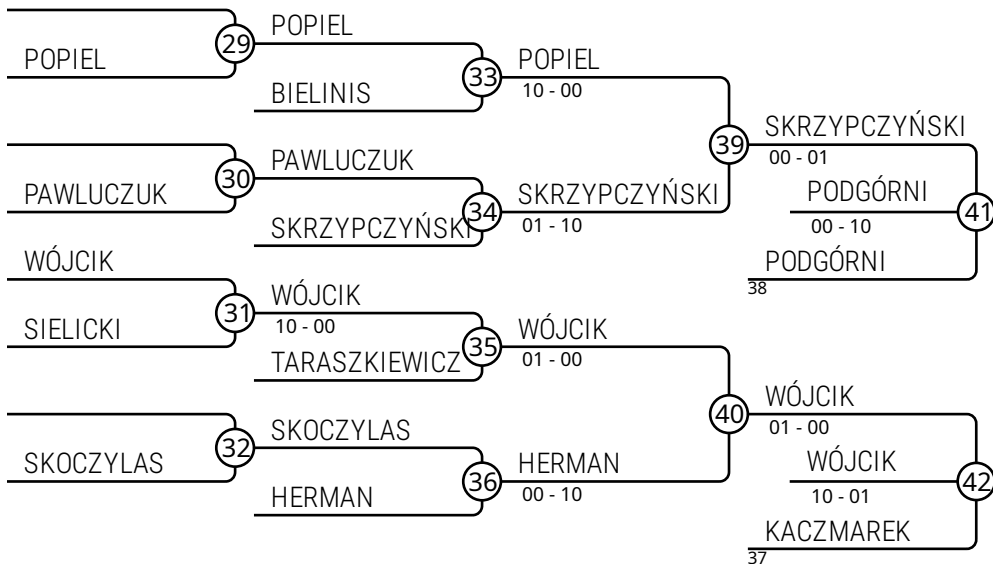 POPIEL
29
POPIEL
BIELINIS
33
POPIEL
10 - 00
PAWLUCZUK
30
PAWLUCZUK
SKRZYPCZYŃSKI
34
SKRZYPCZYŃSKI
01 - 10
39
SKRZYPCZYŃSKI
00 - 01
PODGÓRNI
00 - 10
41
PODGÓRNI
38
WÓJCIK
SIELICKI
31
WÓJCIK
10 - 00
TARASZKIEWICZ
35
WÓJCIK
01 - 00
SKOCZYLAS
32
SKOCZYLAS
HERMAN
36
HERMAN
00 - 10
40
WÓJCIK
01 - 00
WÓJCIK
10 - 01
42
KACZMAREK
37